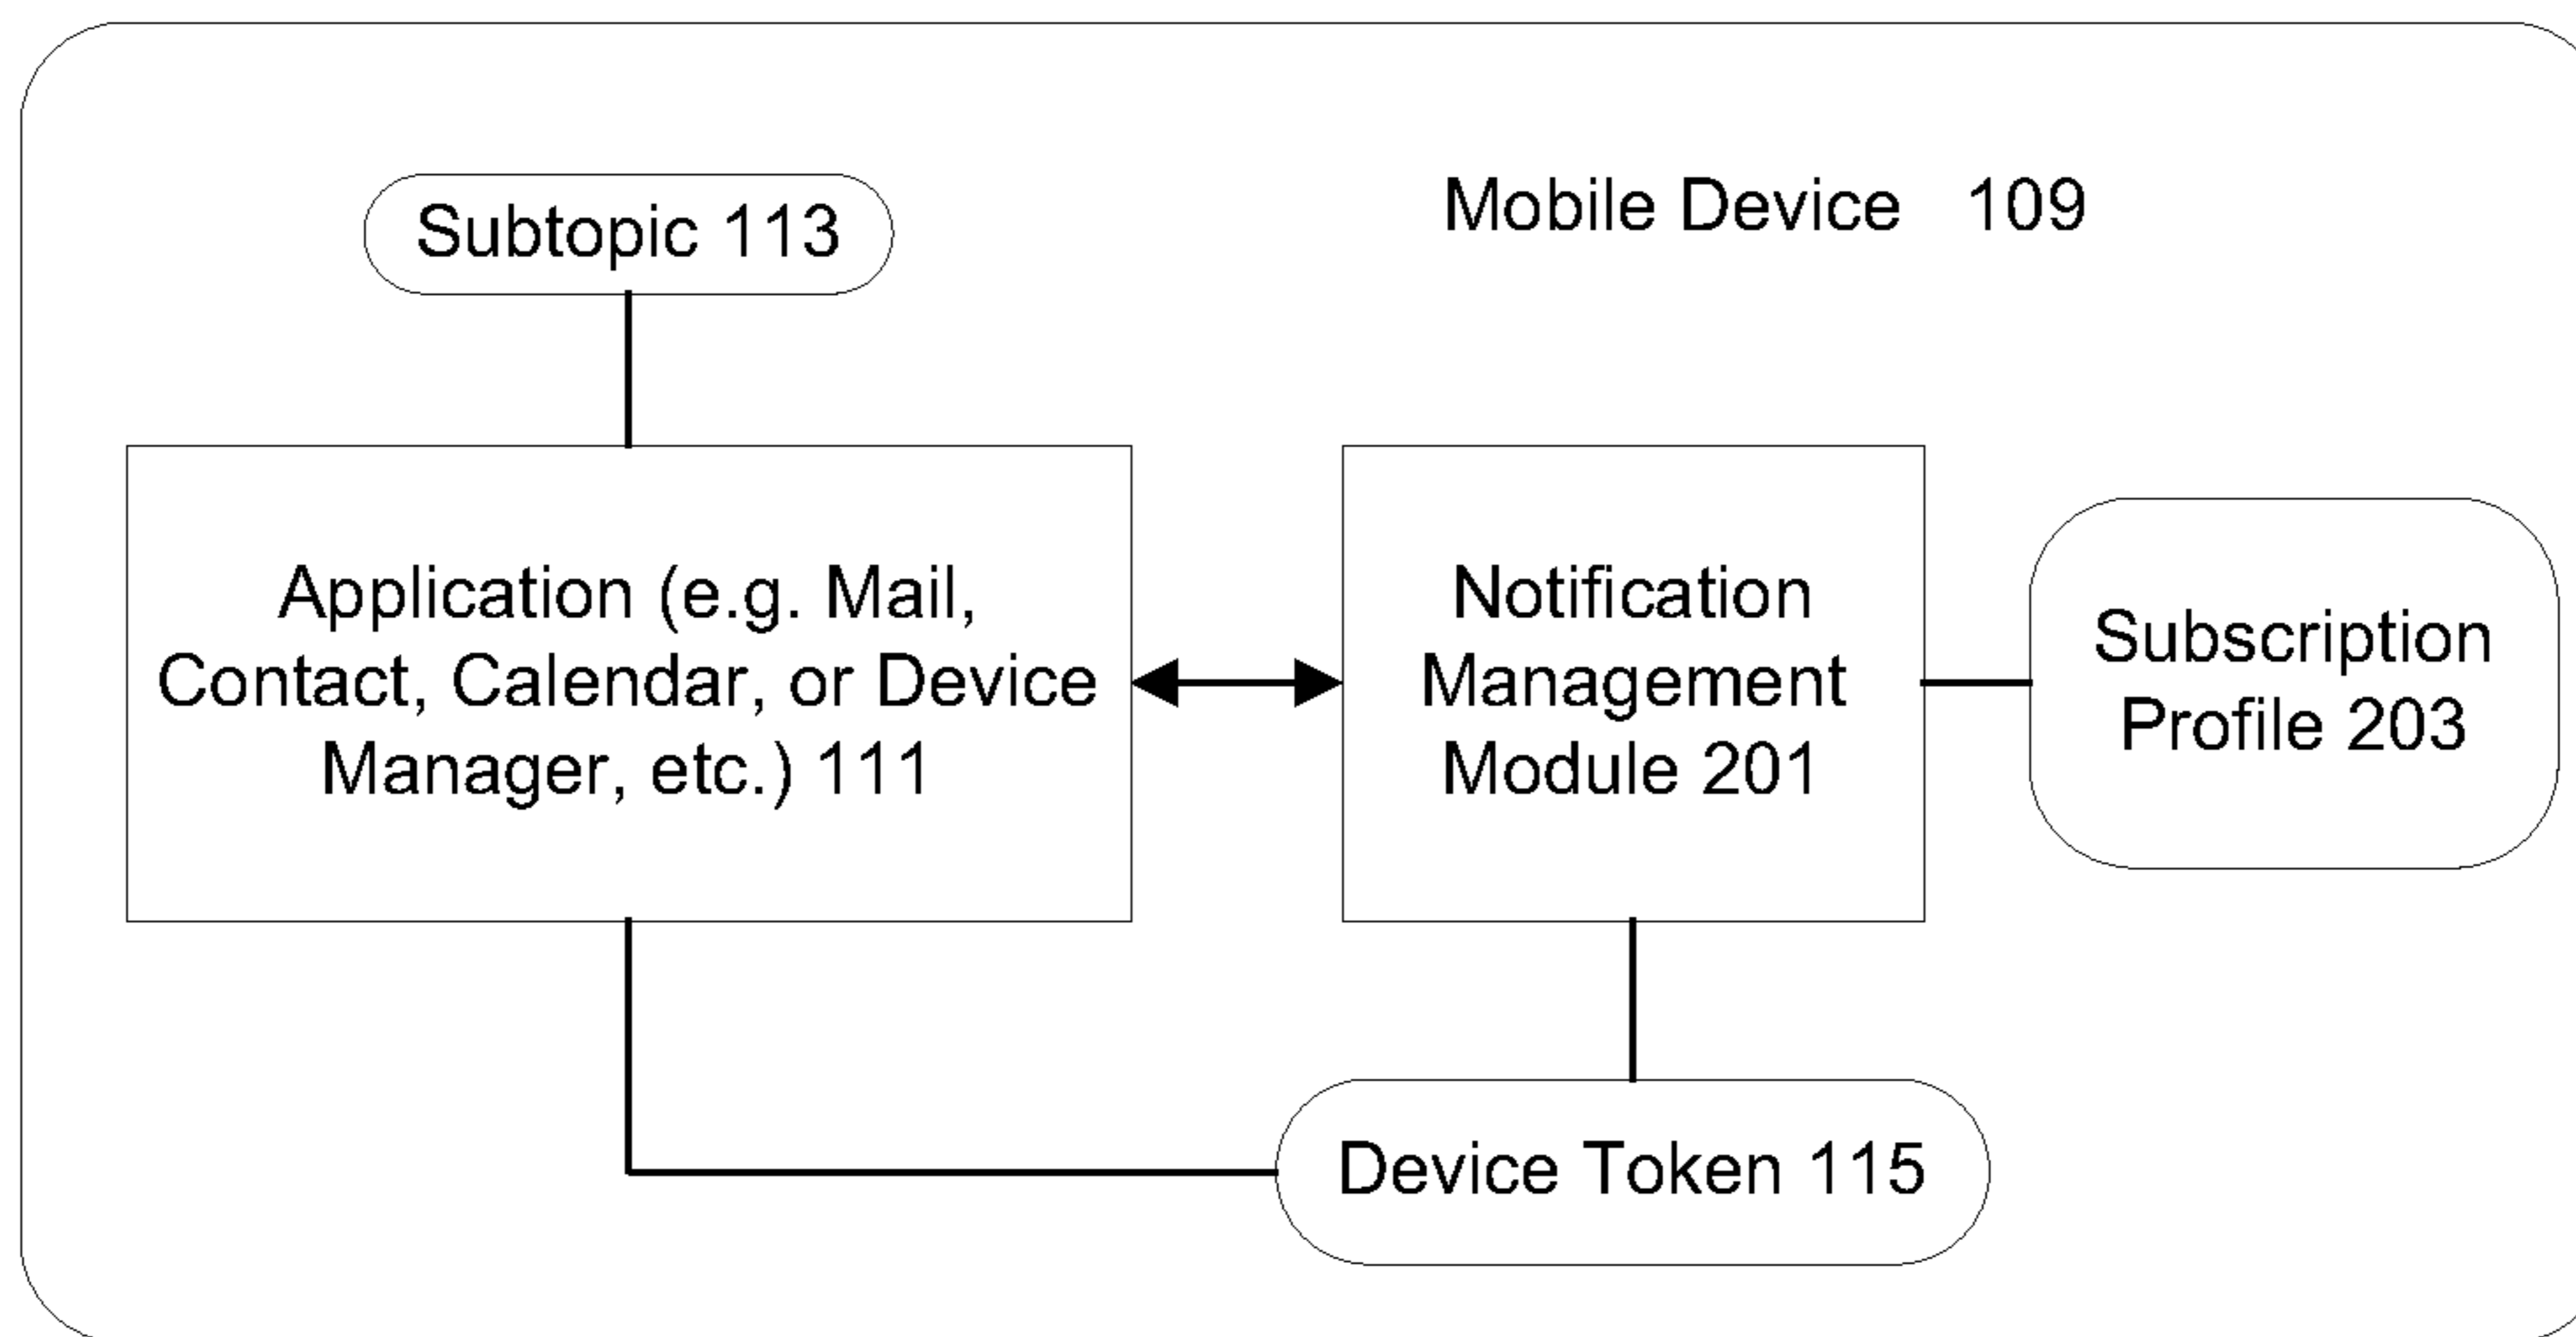 Mobile Device 109
Subtopic 113
Application (e.g. Mail,
Contact, Calendar, or Device
Manager, etc.) 111
Notification
Management
Module 201
Subscription
Profile 203
Device Token 115